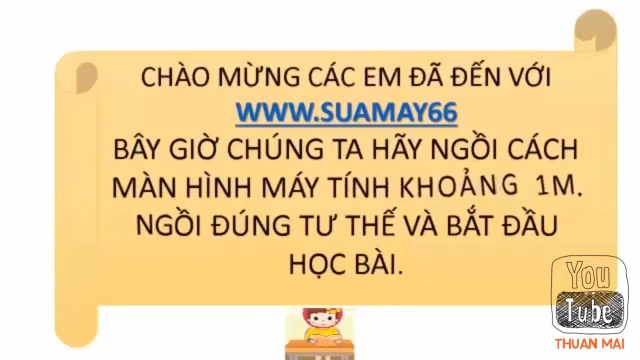 CHÀO MỪNG CÁC EM ĐÃ ĐẾN VỚI
WWW.SUAMAY66
BÂY GIỜ CHÚNG TA HÃY NGỒI CÁCH
MÀN HÌNH MÁY TÍNH KHOẢNG 1M.
NGỒI ĐÚNG TƯ THẾ VÀ BẮT ĐẦU
HỌC BÀI.
You
Tube
THUAN MAI